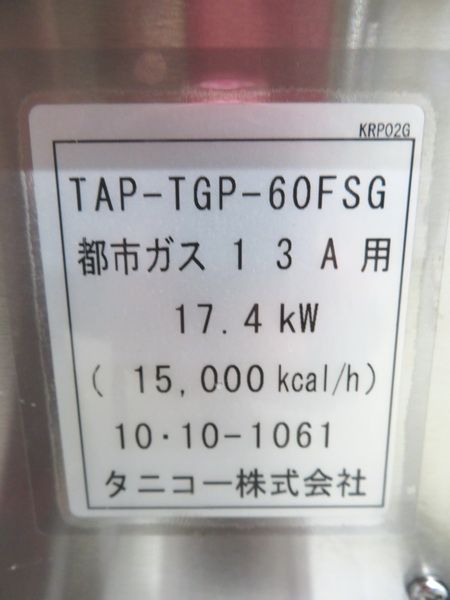 KRP02G
TAP-TGP-60FSG
都市ガス １３Ａ用
17.4 kW
( 15,000 kcal/h)
10・10-1061
タニコー株式会社